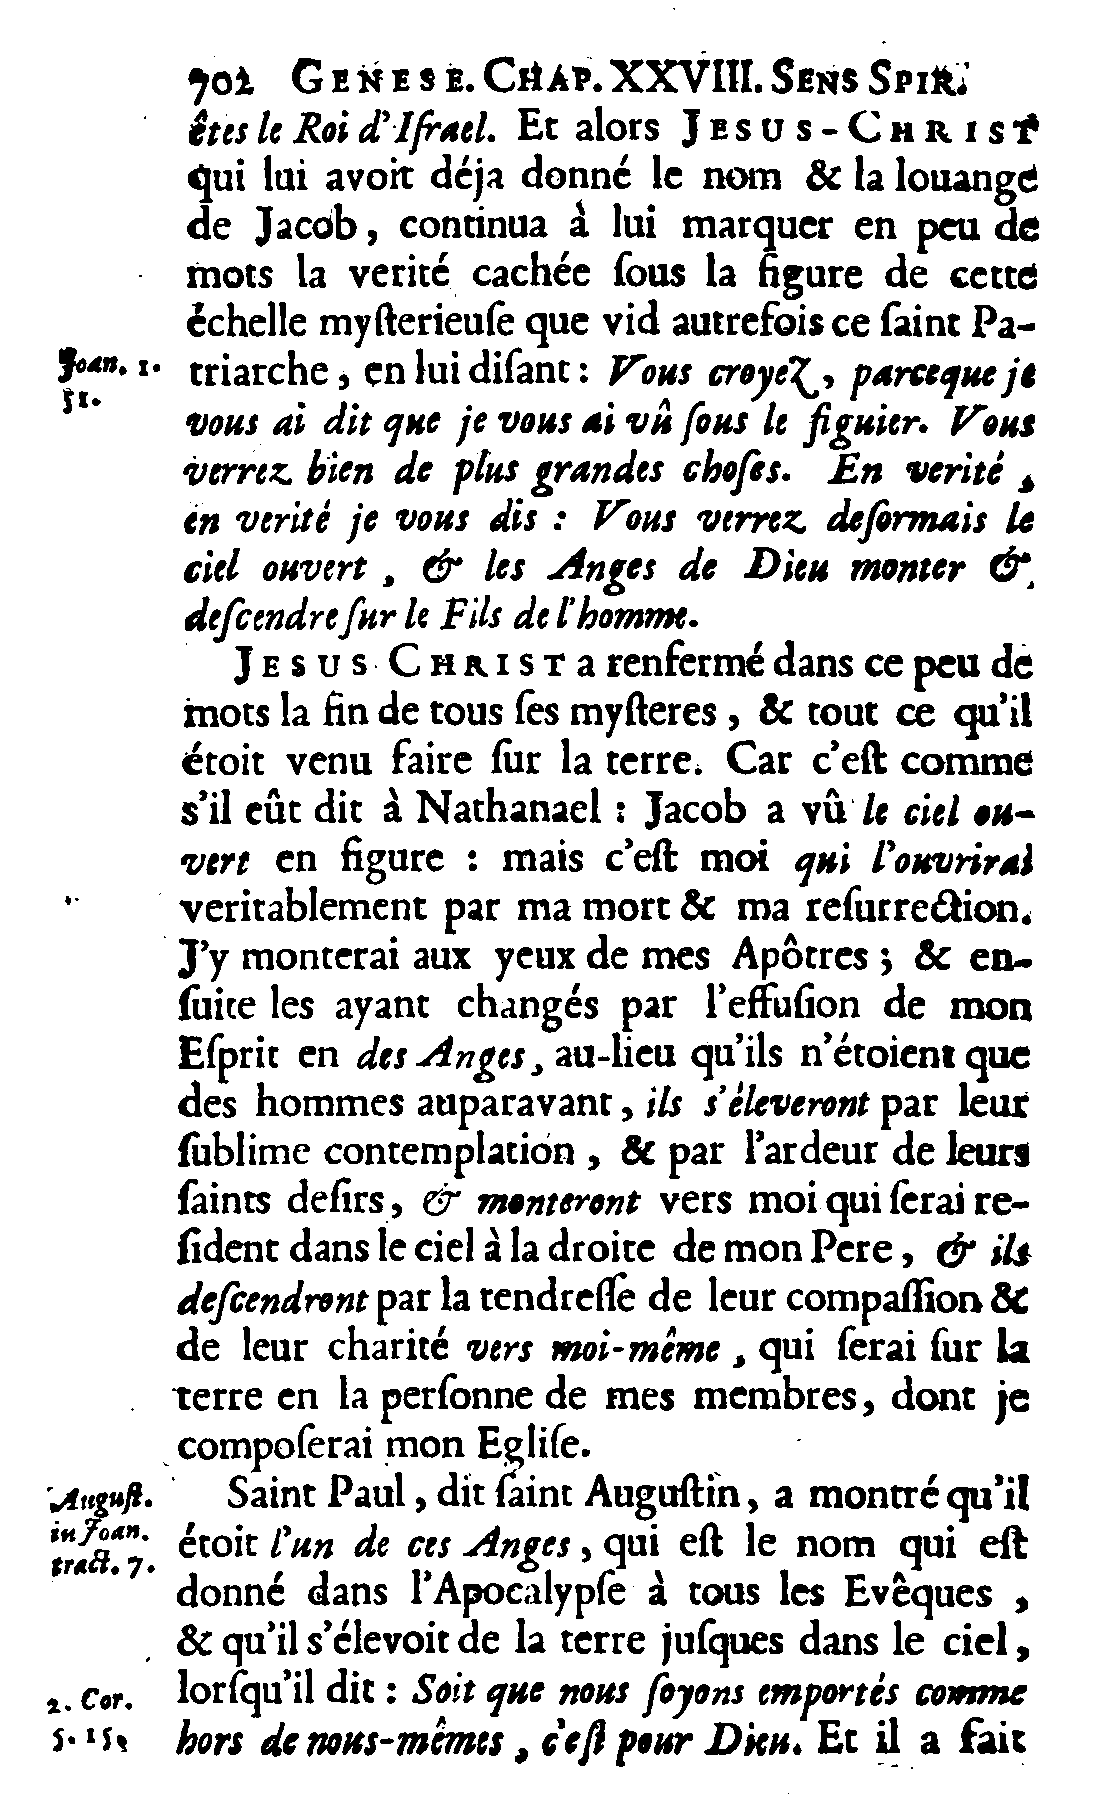 702 GENESE. CHAP. XXVIII. SENS SPIR.
êtes le Roi d'Iſrael. Et alors JESUS-CHRIST
qui lui avoit déja donné le nom & la louange
de Jacob, continua à lui marquer en peu de
mots la verité cachée ſous la figure de cette
échelle myſterieuſe que vid autrefois ce ſaint Pa-
Joan. 1. triarche, en lui diſant : Vous croyez, parceque je
51. vous ai dit que je vous ai vû ſous le figuier. Vous
verrez bien de plus grandes choſes. En verité,
en verité je vous dis : Vous verrez deſormais le
ciel ouvert, & les Anges de Dieu monter &
deſcendre ſur le Fils de l'homme.
JESUS CHRIST a renfermé dans ce peu de
mots la fin de tous ſes myſteres, & tout ce qu'il
étoit venu faire ſur la terre. Car c'eſt comme
s'il eût dit à Nathanael : Jacob a vû le ciel ou-
vert en figure : mais c'eſt moi qui l'ouvrirai
veritablement par ma mort & ma reſurrection.
J'y monterai aux yeux de mes Apôtres ; & en-
ſuite les ayant changés par l'effuſion de mon
Eſprit en des Anges, au-lieu qu'ils n'étoient que
des hommes auparavant, ils s'éleveront par leur
ſublime contemplation, & par l'ardeur de leurs
ſaints deſirs, & monteront vers moi qui ſerai re-
ſident dans le ciel à la droite de mon Pere, & ils
deſcendront par la tendreſſe de leur compaſſion &
de leur charité vers moi-même, qui ſerai ſur la
terre en la perſonne de mes membres, dont je
compoſerai mon Egliſe.
Auguſt. Saint Paul, dit ſaint Auguſtin, a montré qu'il
in Joan. étoit l'un de ces Anges, qui eſt le nom qui eſt
tract. 7. donné dans l'Apocalypſe à tous les Evêques,
& qu'il s'élevoit de la terre juſques dans le ciel,
2. Cor. lorſqu'il dit : Soit que nous ſoyons emportés comme
5. 15. hors de nous-mêmes, c'eſt pour Dieu. Et il a fait